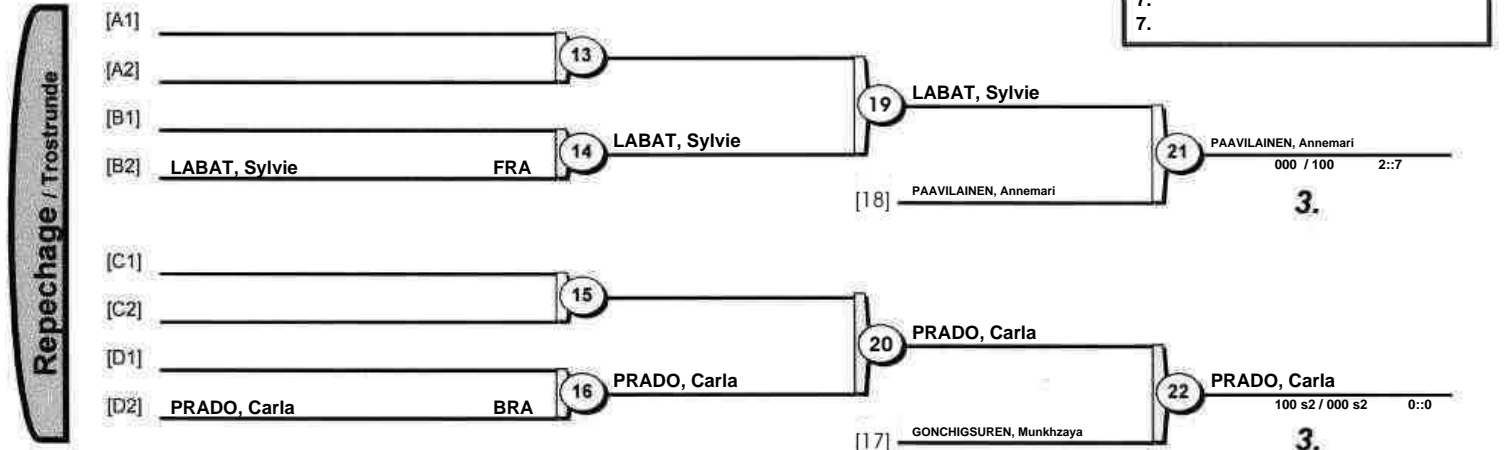 7.
7.
Repechage / Trostrunde
[A1]
13
[A2]
19
LABAT, Sylvie
[B1]
14
LABAT, Sylvie
21
PAAVILAINEN, Annemari
[B2]
LABAT, Sylvie FRA
000 / 100 2::7
[18]
PAAVILAINEN, Annemari
3.
[C1]
15
[C2]
20
PRADO, Carla
[D1]
16
PRADO, Carla
22
PRADO, Carla
[D2]
PRADO, Carla BRA
100 s2 / 000 s2 0::0
[17]
GONCHIGSUREN, Munkhzaya
3.